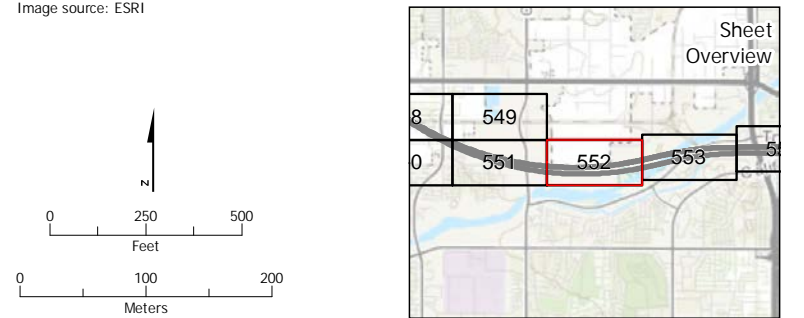 Image source: ESRI
N
0 250 500
Feet
0 100 200
Meters
Sheet
Overview
8 549
0 551 552 553